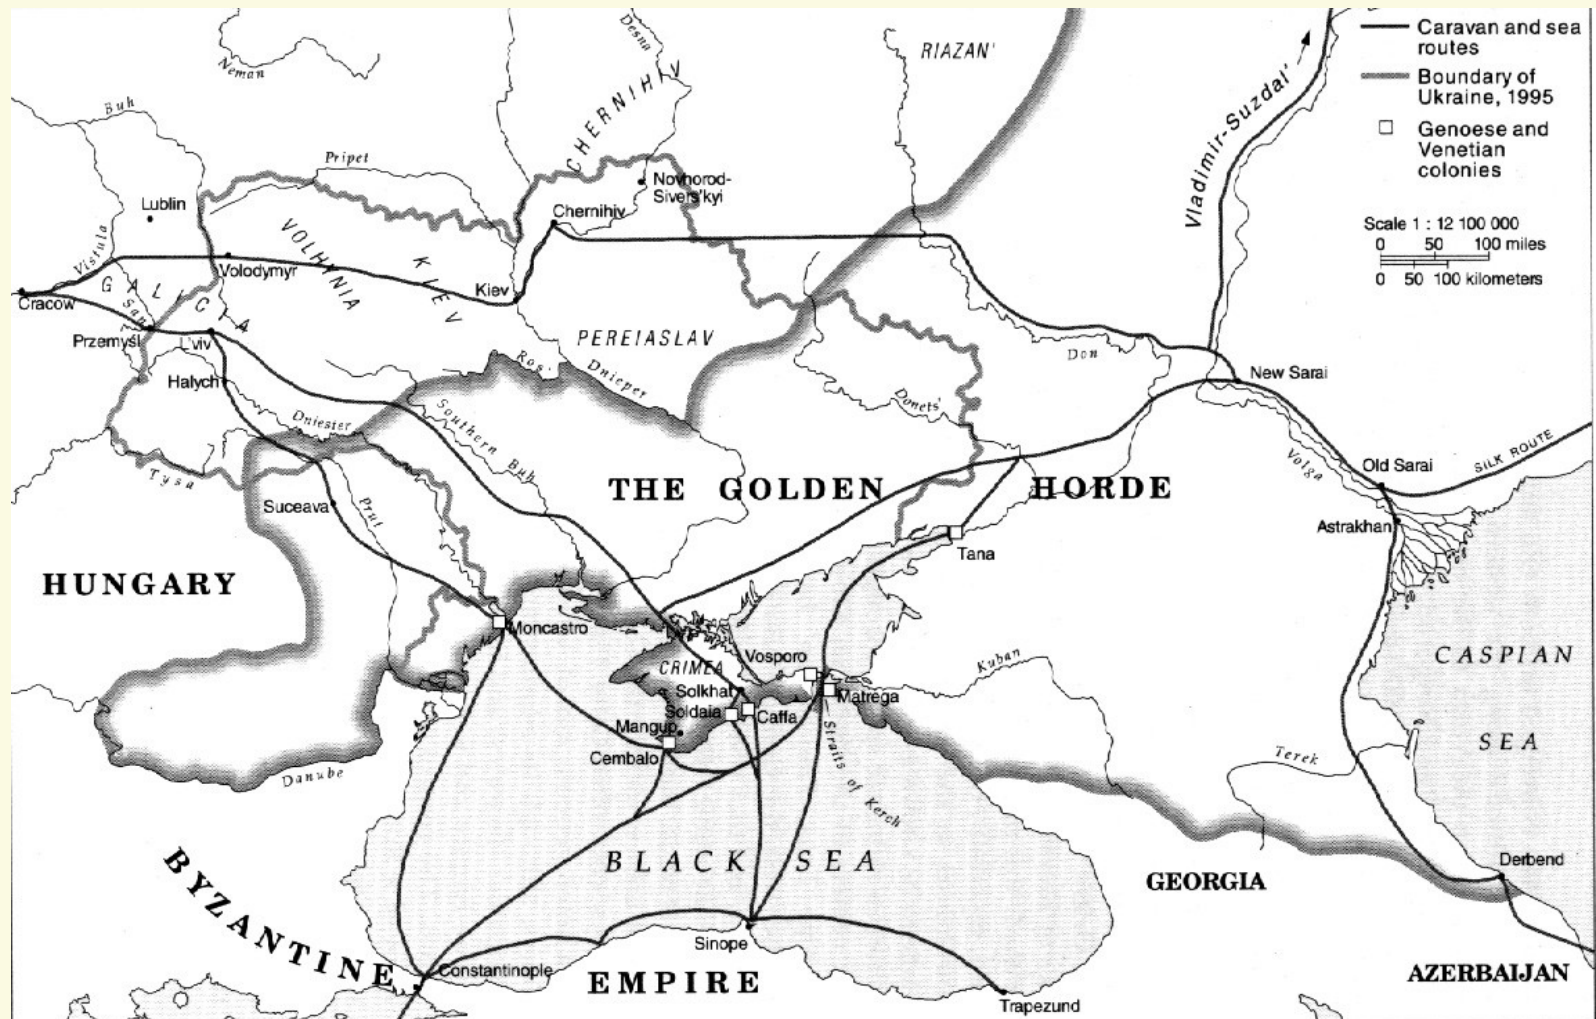 Caravan and sea
routes
Boundary of
Ukraine, 1995
Genoese and
Venetian
colonies
Scale 1 : 12 100 000
0 50 100 miles
0 50 100 kilometers
Neman
Desna
RIAZAN'
Vladimir-Suzdal'
CHERNIHIV
Buh
Pripet
Novhorod-
Sivers'kyi
Lublin
Chernihiv
Vistula
VOLHYNIA
KIEV
Volodymyr
Kiev
GALICIA
San
Cracow
Przemyśl
L'viv
PEREIASLAV
Ros'
Dnieper
Don
New Sarai
Halych
Donets'
Dniester
Southern Buh
Volga
Old Sarai
SILK ROUTE
Tysa
Suceava
Prut
THE GOLDEN HORDE
Astrakhan
Tana
HUNGARY
Moncastro
CRIMEA
Vosporo
Kuban
CASPIAN
SEA
Solkhat
Matrega
Soldaia
Caffa
Mangup
Cembalo
Straits of Kerch
Terek
Danube
BLACK SEA
GEORGIA
Derbend
BYZANTINE
EMPIRE
Sinope
Constantinople
Trapezund
AZERBAIJAN